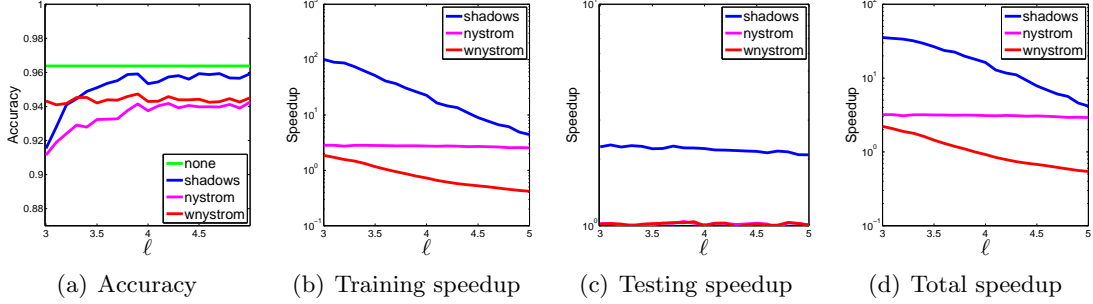 1
0.98
0.96
0.94
0.92
0.9
0.88
Accuracy
3
3.5
4
4.5
ℓ
none
shadows
nystrom
wnystrom
(a) Accuracy
10³
10²
10¹
10⁰
10⁻¹
Speedup
3
3.5
4
4.5
5
ℓ
shadows
nystrom
wnystrom
(b) Training speedup
10¹
10⁰
Speedup
3
3.5
4
4.5
5
ℓ
shadows
nystrom
wnystrom
(c) Testing speedup
10²
10¹
10⁰
10⁻¹
Speedup
3
3.5
4
4.5
5
ℓ
shadows
nystrom
wnystrom
(d) Total speedup